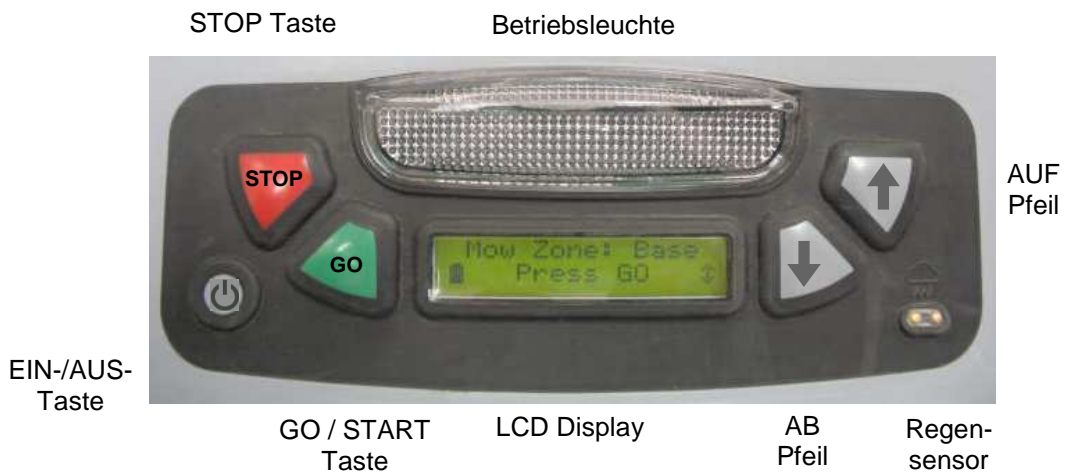 STOP Taste
Betriebsleuchte
STOP
AUF
Pfeil
Mow Zone: Base
GO
Press GO
EIN-/AUS-
Taste
GO / START
Taste
LCD Display
AB
Pfeil
Regen-
sensor